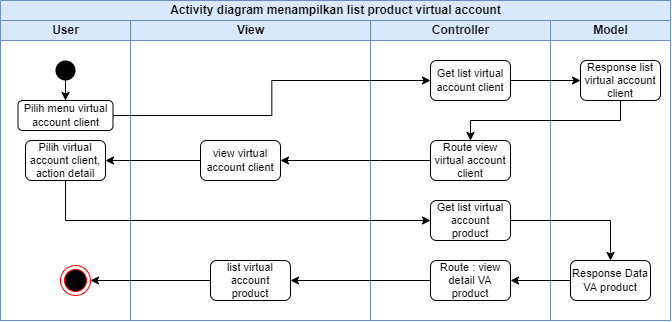 Activity diagram menampilkan list product virtual account
User
View
Controller
Model
Pilih menu virtual
account client
Get list virtual
account client
Response list
virtual account
client
Route view
virtual account
client
view virtual
account client
Pilih virtual
account client,
action detail
Get list virtual
account
product
Response Data
VA product
Route : view
detail VA
product
list virtual
account
product